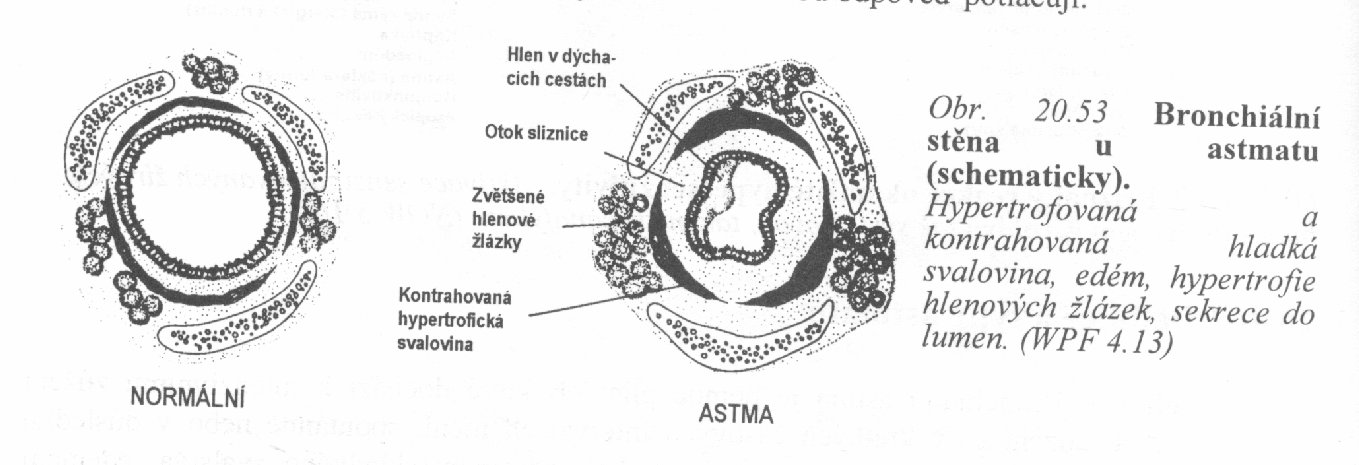 potlačují.
Hlen v dýcha-
cích cestách
Otok sliznice
Zvětšené
hlenové
žlázky
Kontrahovaná
hypertrofická
svalovina
NORMÁLNÍ
ASTMA
Obr. 20.53 Bronchiální
stěna u astmatu
(schematicky).
Hypertrofovaná a
kontrahovaná hladká
svalovina, edém, hypertrofie
hlenových žlázek, sekrece do
lumen. (WPF 4.13)